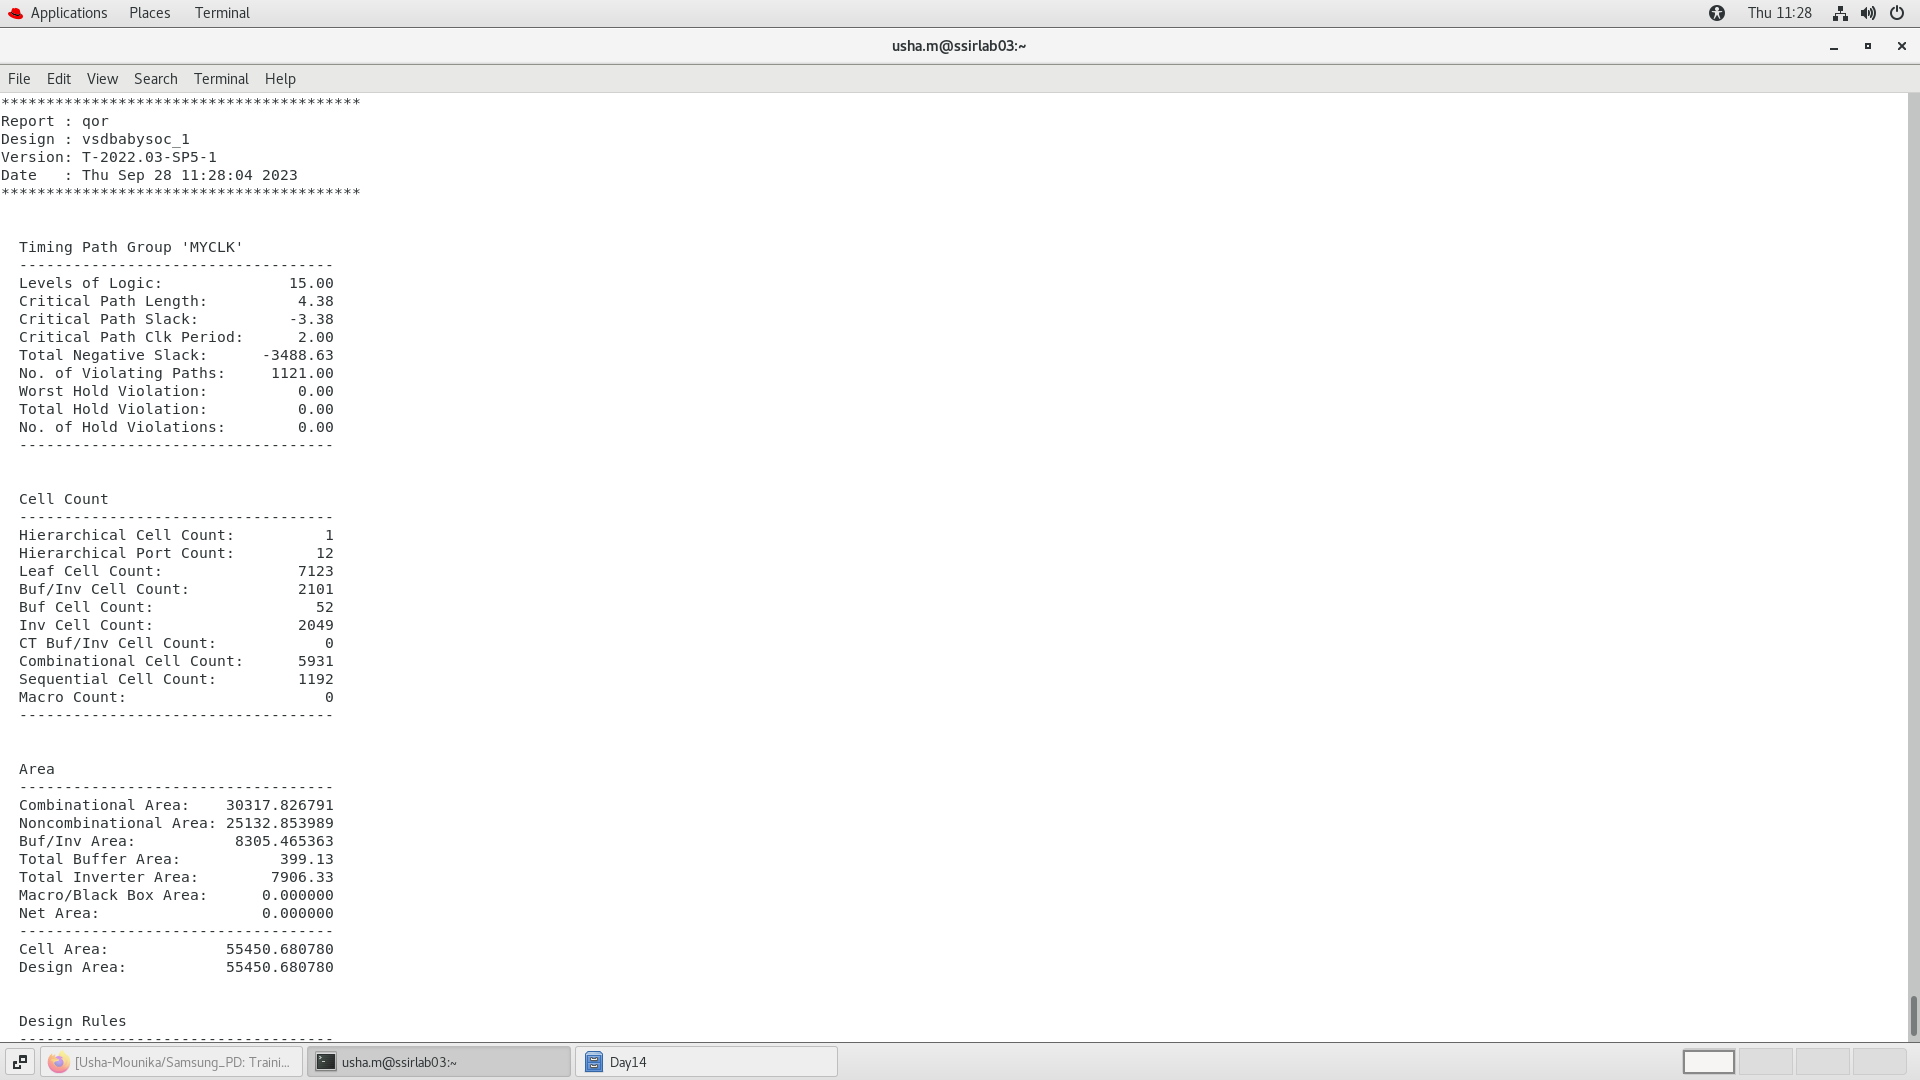 Applications Places Terminal Thu 11:28
usha.m@ssirlab03:~
File Edit View Search Terminal Help
****************************************
Report : qor
Design : vsdbabysoc_1
Version: T-2022.03-SP5-1
Date   : Thu Sep 28 11:28:04 2023
****************************************
Timing Path Group 'MYCLK'
-----------------------------------
Levels of Logic: 15.00
Critical Path Length: 4.38
Critical Path Slack: -3.38
Critical Path Clk Period: 2.00
Total Negative Slack: -3488.63
No. of Violating Paths: 1121.00
Worst Hold Violation: 0.00
Total Hold Violation: 0.00
No. of Hold Violations: 0.00
-----------------------------------
Cell Count
-----------------------------------
Hierarchical Cell Count: 1
Hierarchical Port Count: 12
Leaf Cell Count: 7123
Buf/Inv Cell Count: 2101
Buf Cell Count: 52
Inv Cell Count: 2049
CT Buf/Inv Cell Count: 0
Combinational Cell Count: 5931
Sequential Cell Count: 1192
Macro Count: 0
-----------------------------------
Area
-----------------------------------
Combinational Area: 30317.826791
Noncombinational Area: 25132.853989
Buf/Inv Area: 8305.465363
Total Buffer Area: 399.13
Total Inverter Area: 7906.33
Macro/Black Box Area: 0.000000
Net Area: 0.000000
-----------------------------------
Cell Area: 55450.680780
Design Area: 55450.680780
Design Rules
-----------------------------------
[Usha-Mounika/Samsung_PD: Traini... usha.m@ssirlab03:~ Day14